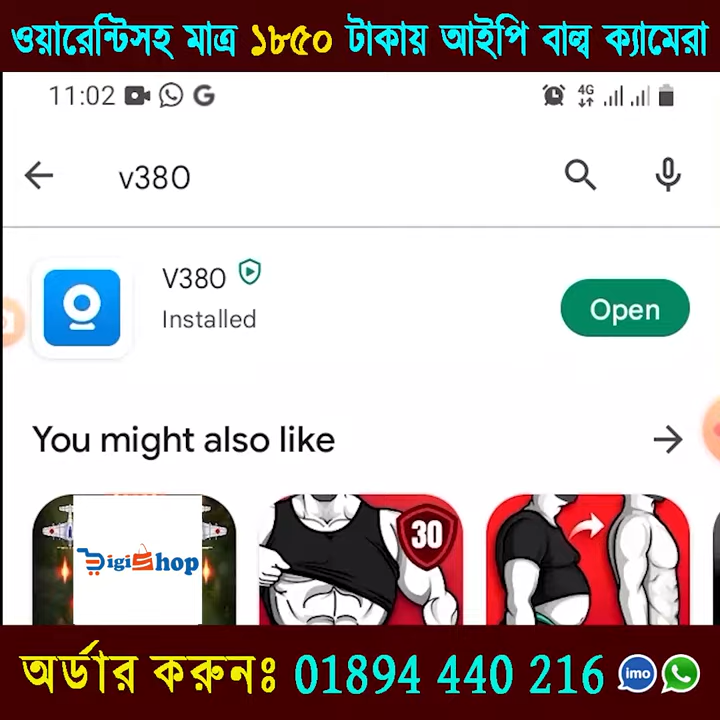 ওয়ারেন্টিসহ মাত্র ১৮৫০ টাকায় আইপি বাল্ব ক্যামেরা
11:02 G 4G
v380
V380
Installed
Open
You might also like
DigiShop
30
অর্ডার করুনঃ 01894 440 216 imo